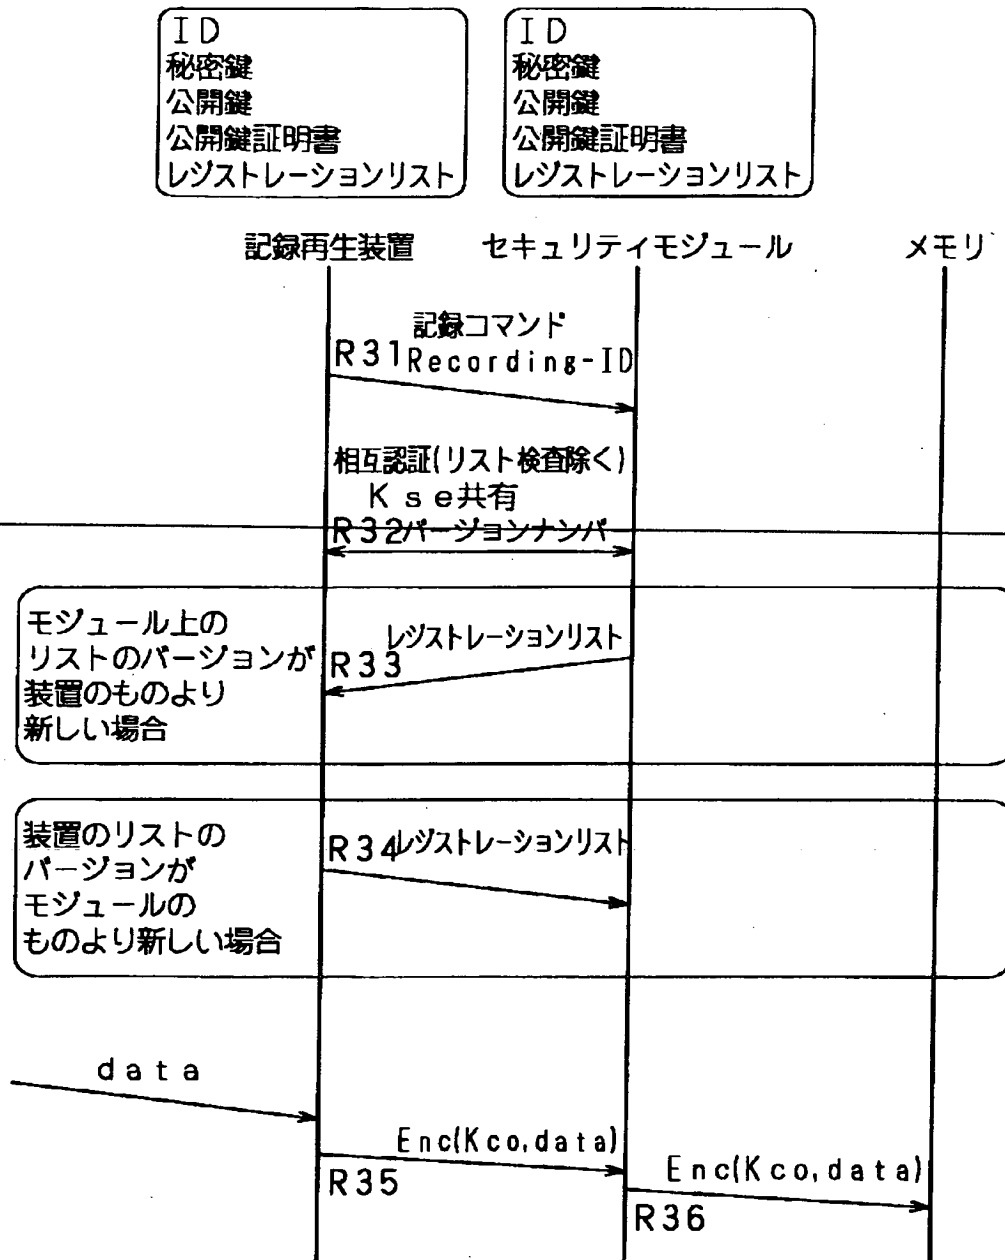 ID
秘密鍵
公開鍵
公開鍵証明書
レジストレーションリスト
ID
秘密鍵
公開鍵
公開鍵証明書
レジストレーションリスト
記録再生装置
セキュリティモジュール
メモリ
記録コマンド
R31 Recording-ID
相互認証(リスト検査除く)
Kse共有
R32 バージョンナンバ
モジュール上の
リストのバージョンが
装置のものより
新しい場合
レジストレーションリスト
R33
装置のリストの
バージョンが
モジュールの
ものより新しい場合
R34 レジストレーションリスト
data
Enc(Kco,data)
R35
Enc(Kco,data)
R36